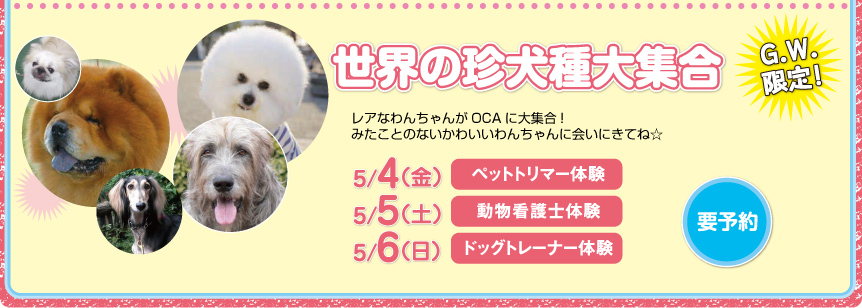 世界の珍犬種大集合
G.W.
限定!
レアなわんちゃんがOCAに大集合！
みたことのないかわいいわんちゃんに会いにきてね☆
5/4(金) ペットトリマー体験
5/5(土) 動物看護士体験
5/6(日) ドッグトレーナー体験
要予約